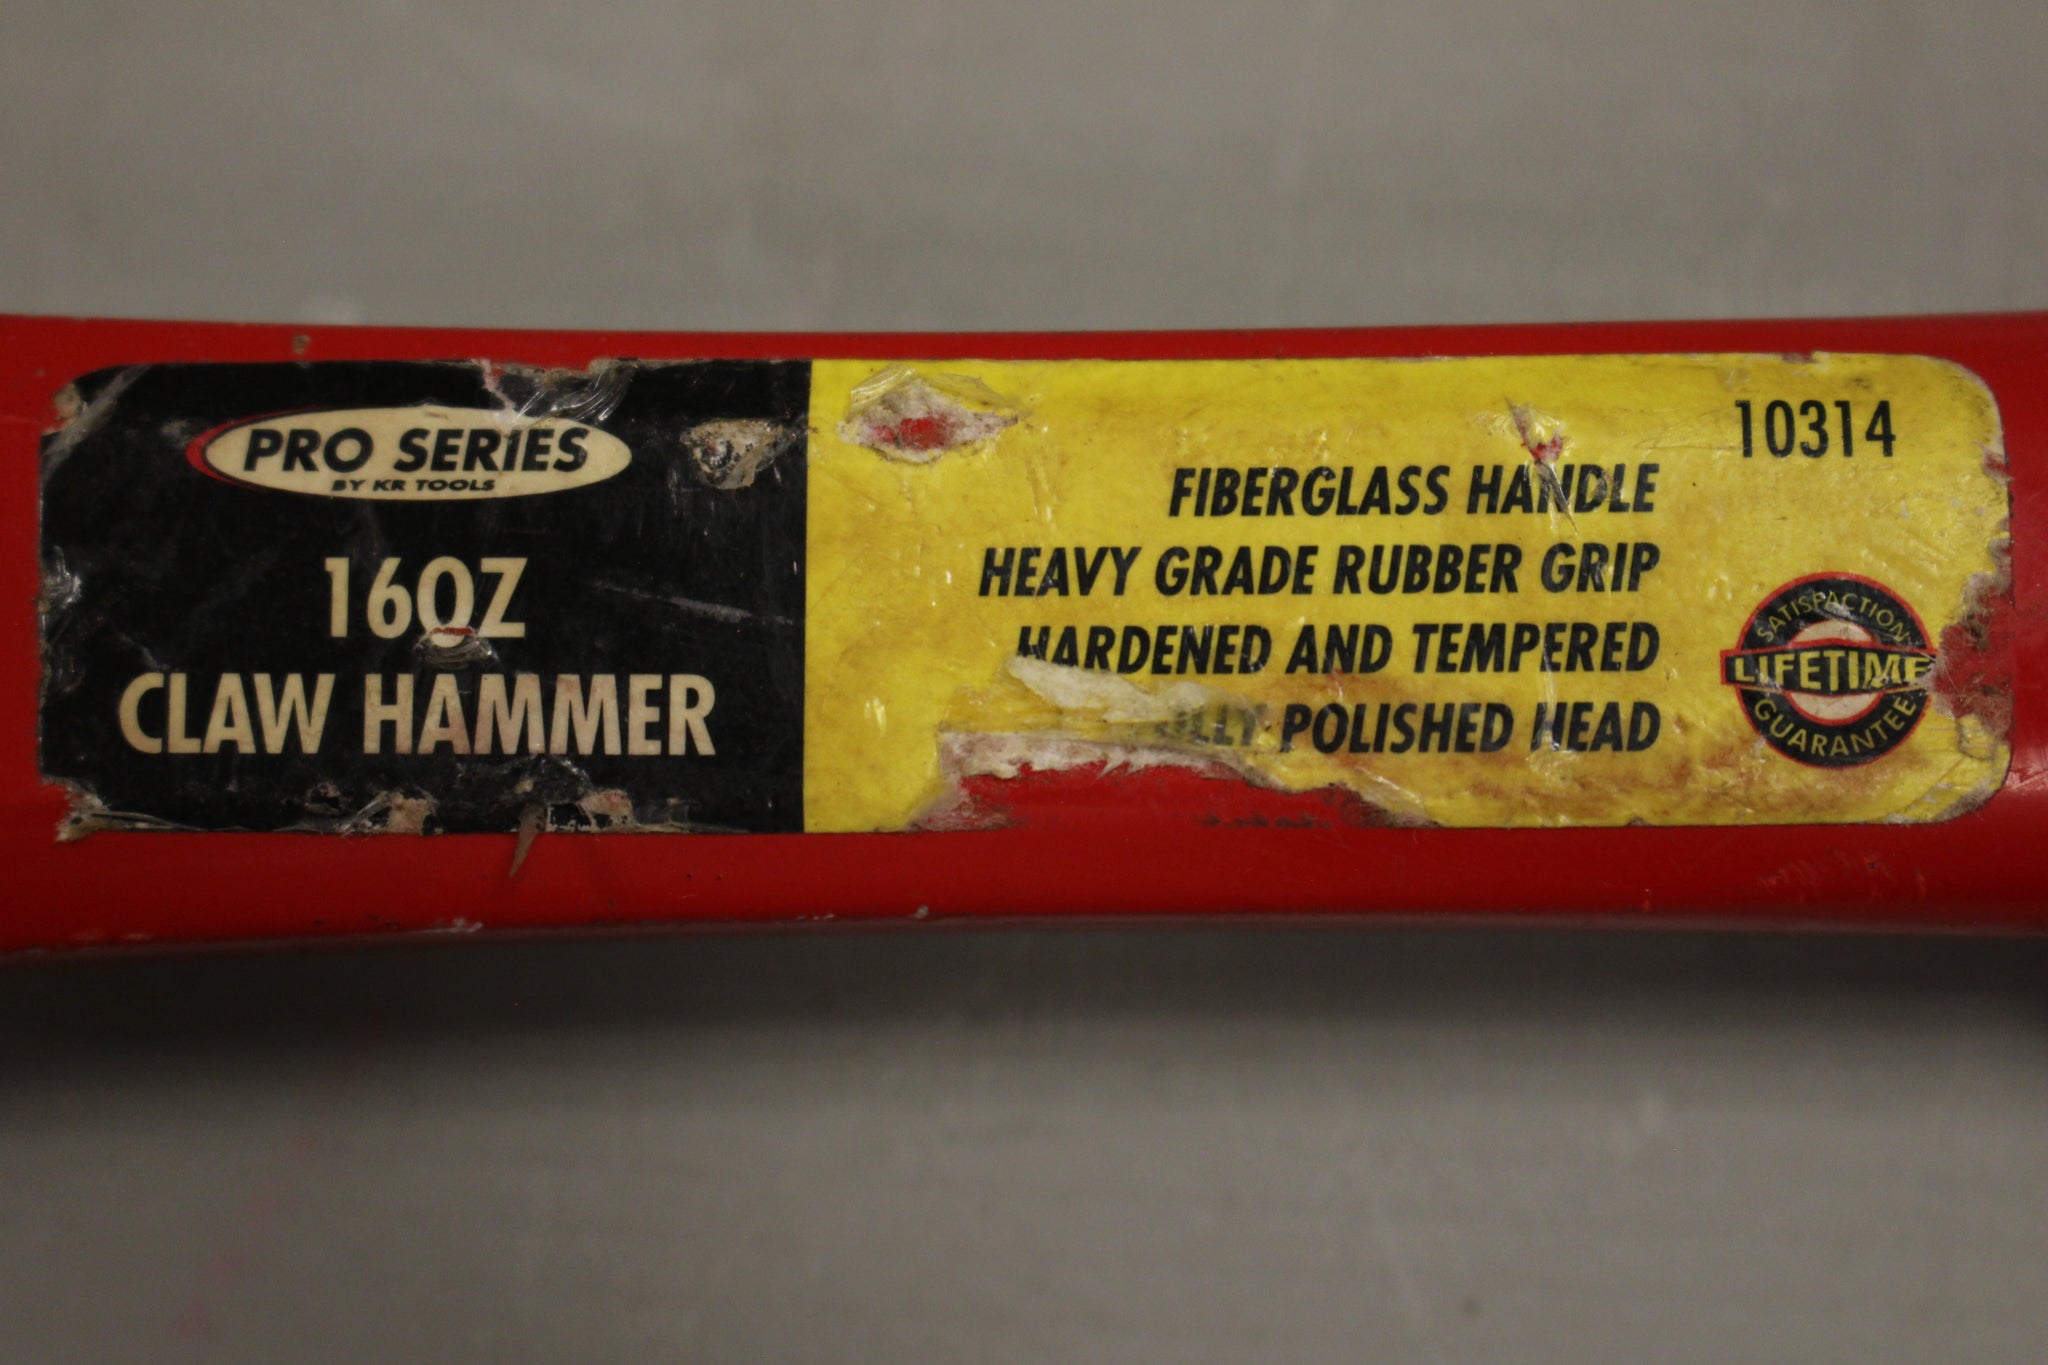 PRO SERIES
BY KR TOOLS
16OZ
CLAW HAMMER
10314
FIBERGLASS HANDLE
HEAVY GRADE RUBBER GRIP
HARDENED AND TEMPERED
FULLY POLISHED HEAD
SATISFACTION
LIFETIME
GUARANTEE